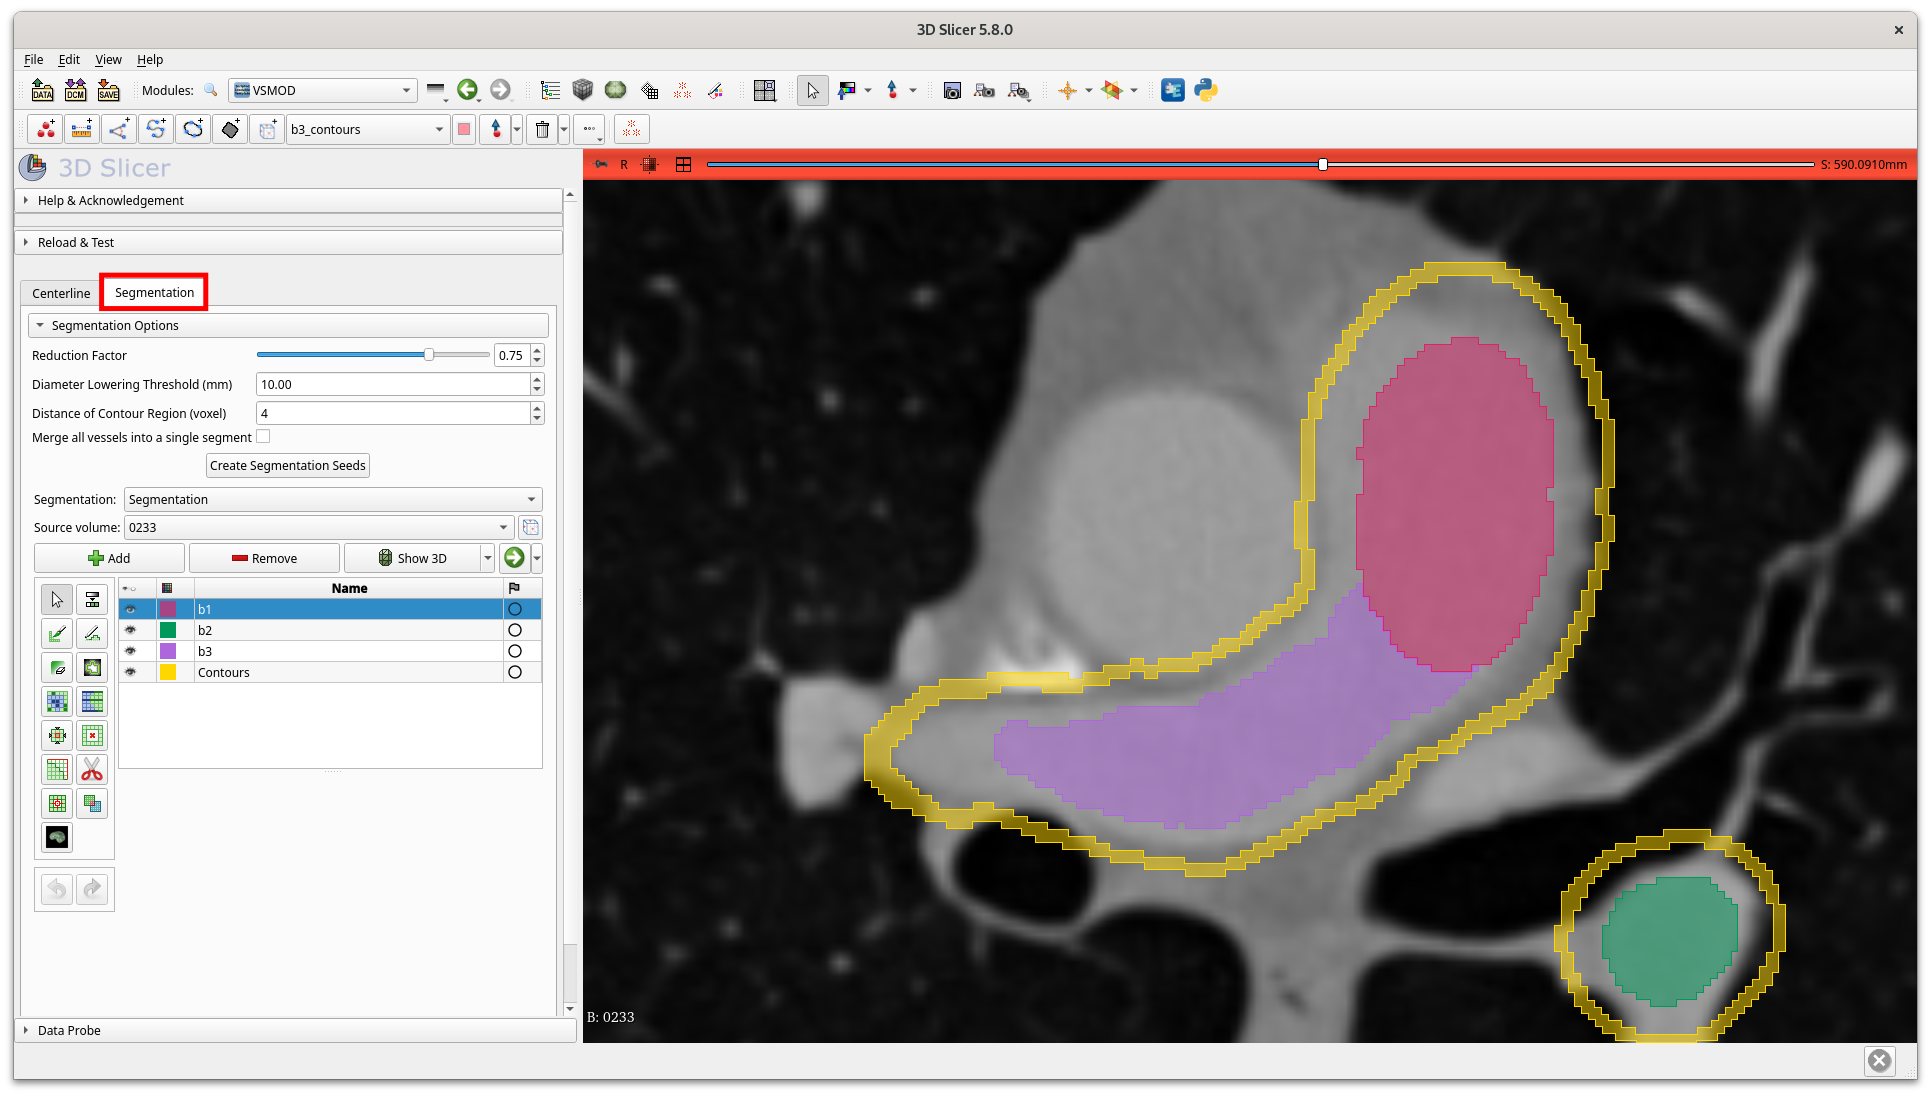 3D Slicer 5.8.0
File Edit View Help
DATA DCM SAVE Modules: VSMOD
b3_contours
3D Slicer
R S: 590.0910mm
Help & Acknowledgement
Reload & Test
Centerline Segmentation
Segmentation Options
Reduction Factor 0.75
Diameter Lowering Threshold (mm) 10.00
Distance of Contour Region (voxel) 4
Merge all vessels into a single segment
Create Segmentation Seeds
Segmentation: Segmentation
Source volume: 0233
Add Remove Show 3D
Name
b1
b2
b3
Contours
B: 0233
Data Probe